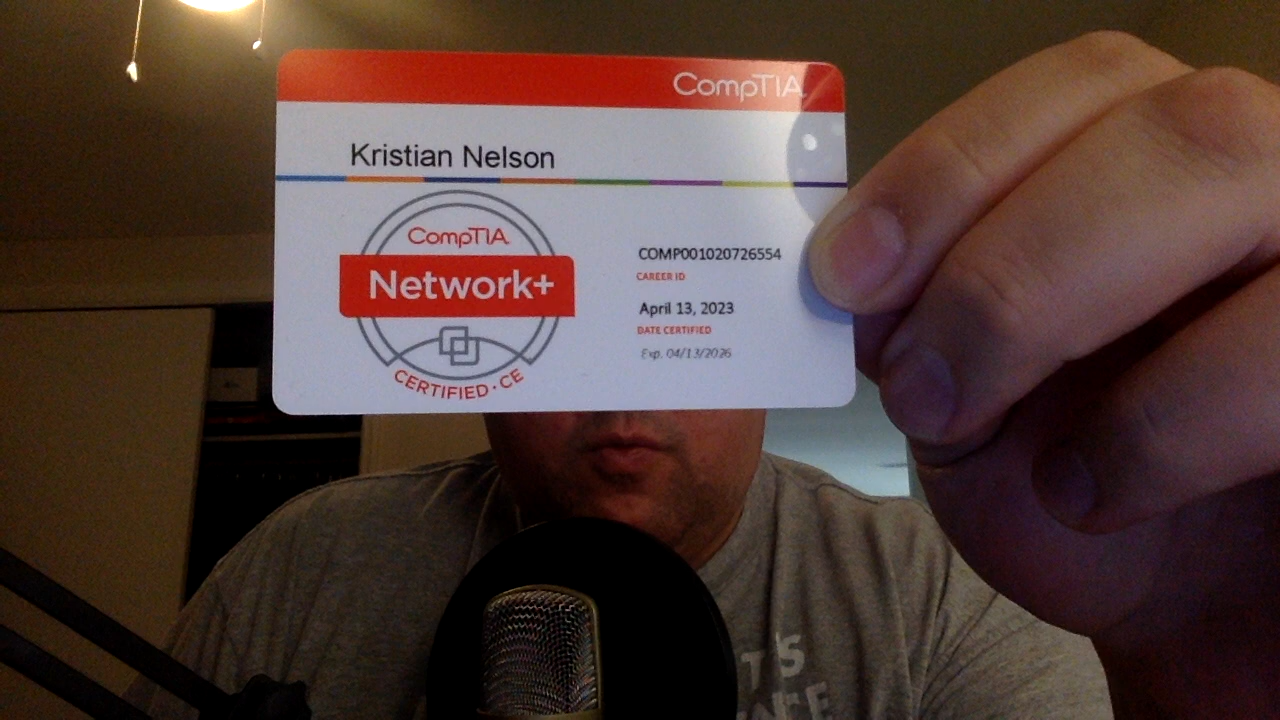 CompTIA
Kristian Nelson
CompTIA
Network+
CERTIFIED · CE
COMP001020726554
CAREER ID
April 13, 2023
DATE CERTIFIED
Exp. 04/13/2026
T'S